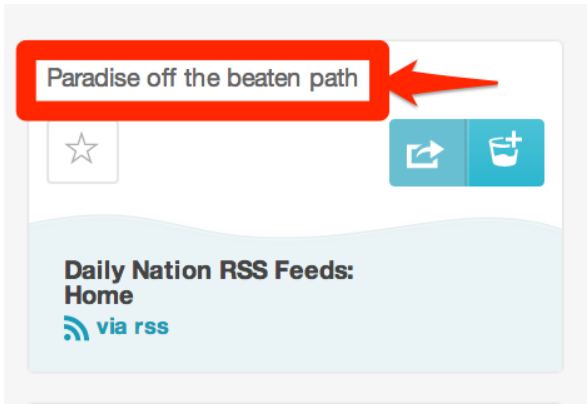 Paradise off the beaten path
Daily Nation RSS Feeds:
Home
via rss